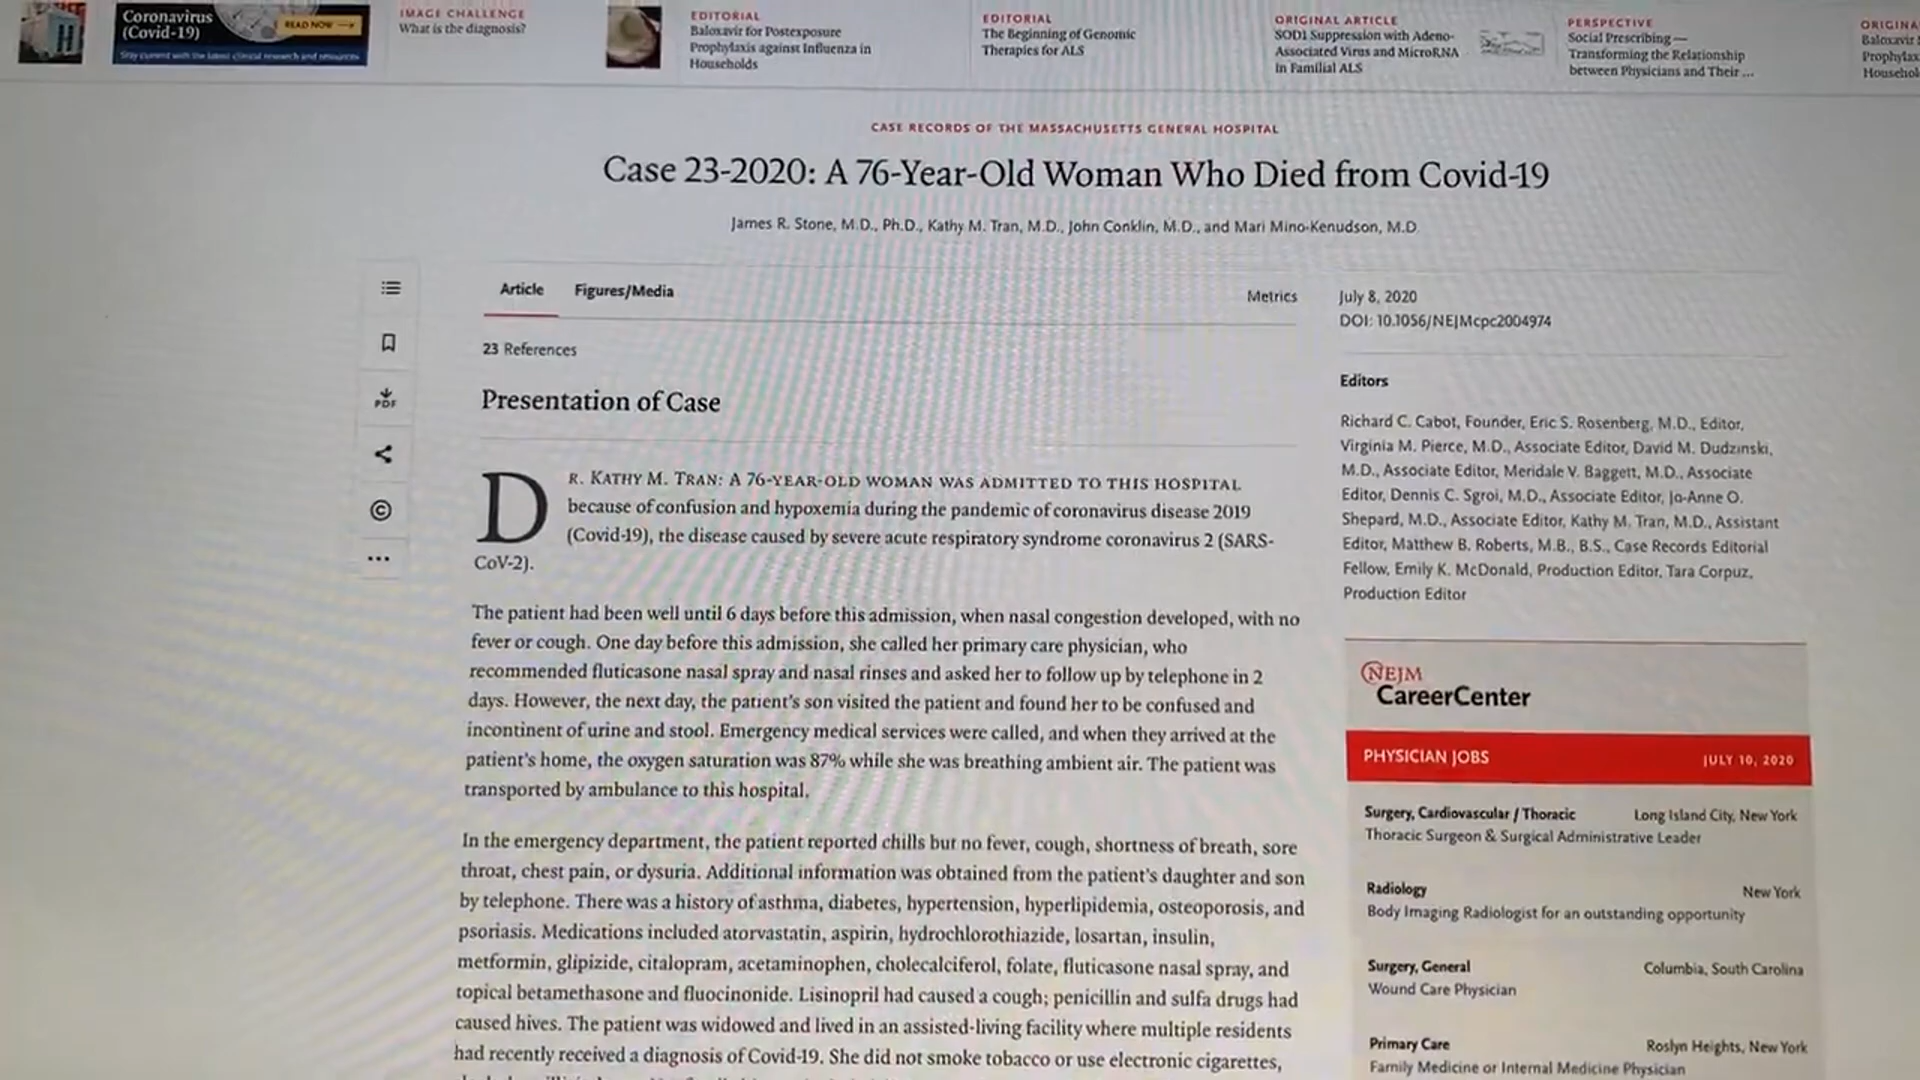 Coronavirus
(Covid-19)
READ NOW
Stay current with the latest clinical research and resources
IMAGE CHALLENGE
What is the diagnosis?
EDITORIAL
Baloxavir for Postexposure
Prophylaxis against Influenza in
Households
EDITORIAL
The Beginning of Genomic
Therapies for ALS
ORIGINAL ARTICLE
SOD1 Suppression with Adeno-
Associated Virus and MicroRNA
in Familial ALS
PERSPECTIVE
Social Prescribing —
Transforming the Relationship
between Physicians and Their ...
ORIGINA
Baloxavir
Prophylax
Househol
CASE RECORDS OF THE MASSACHUSETTS GENERAL HOSPITAL
Case 23-2020: A 76-Year-Old Woman Who Died from Covid-19
James R. Stone, M.D., Ph.D., Kathy M. Tran, M.D., John Conklin, M.D., and Mari Mino-Kenudson, M.D
Article
Figures/Media
Metrics
23 References
Presentation of Case
DR. KATHY M. TRAN: A 76-YEAR-OLD WOMAN WAS ADMITTED TO THIS HOSPITAL
because of confusion and hypoxemia during the pandemic of coronavirus disease 2019
(Covid-19), the disease caused by severe acute respiratory syndrome coronavirus 2 (SARS-
CoV-2).
The patient had been well until 6 days before this admission, when nasal congestion developed, with no
fever or cough. One day before this admission, she called her primary care physician, who
recommended fluticasone nasal spray and nasal rinses and asked her to follow up by telephone in 2
days. However, the next day, the patient's son visited the patient and found her to be confused and
incontinent of urine and stool. Emergency medical services were called, and when they arrived at the
patient's home, the oxygen saturation was 87% while she was breathing ambient air. The patient was
transported by ambulance to this hospital.
In the emergency department, the patient reported chills but no fever, cough, shortness of breath, sore
throat, chest pain, or dysuria. Additional information was obtained from the patient's daughter and son
by telephone. There was a history of asthma, diabetes, hypertension, hyperlipidemia, osteoporosis, and
psoriasis. Medications included atorvastatin, aspirin, hydrochlorothiazide, losartan, insulin,
metformin, glipizide, citalopram, acetaminophen, cholecalciferol, folate, fluticasone nasal spray, and
topical betamethasone and fluocinonide. Lisinopril had caused a cough; penicillin and sulfa drugs had
caused hives. The patient was widowed and lived in an assisted-living facility where multiple residents
had recently received a diagnosis of Covid-19. She did not smoke tobacco or use electronic cigarettes,
PDF
July 8, 2020
DOI: 10.1056/NEJMcpc2004974
Editors
Richard C. Cabot, Founder, Eric S. Rosenberg, M.D., Editor,
Virginia M. Pierce, M.D., Associate Editor, David M. Dudzinski,
M.D., Associate Editor, Meridale V. Baggett, M.D., Associate
Editor, Dennis C. Sgroi, M.D., Associate Editor, Jo-Anne O.
Shepard, M.D., Associate Editor, Kathy M. Tran, M.D., Assistant
Editor, Matthew B. Roberts, M.B., B.S., Case Records Editorial
Fellow, Emily K. McDonald, Production Editor, Tara Corpuz,
Production Editor
NEJM
CareerCenter
PHYSICIAN JOBS
JULY 10, 2020
Surgery, Cardiovascular / Thoracic
Long Island City, New York
Thoracic Surgeon & Surgical Administrative Leader
Radiology
New York
Body Imaging Radiologist for an outstanding opportunity
Surgery, General
Columbia, South Carolina
Wound Care Physician
Primary Care
Roslyn Heights, New York
Family Medicine or Internal Medicine Physician